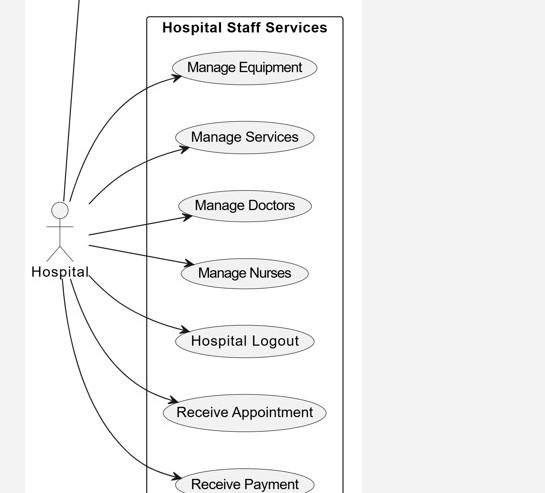 Hospital Staff Services
Manage Equipment
Manage Services
Manage Doctors
Hospital
Manage Nurses
Hospital Logout
Receive Appointment
Receive Payment